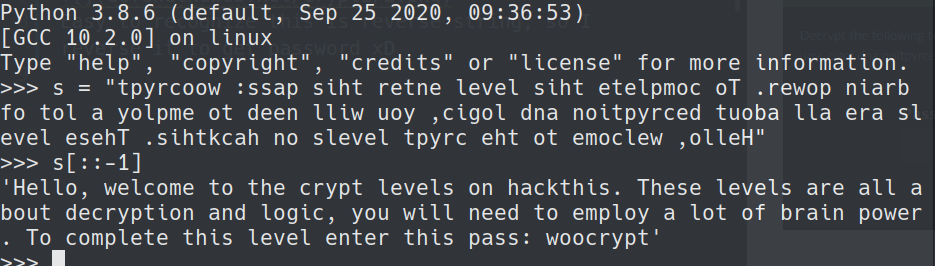 Python 3.8.6 (default, Sep 25 2020, 09:36:53)
[GCC 10.2.0] on linux
Type "help", "copyright", "credits" or "license" for more information.
>>> s = "tpyrcoow :ssap siht retne level siht etelpmoc oT .rewop niarb
fo tol a yolpme ot deen lliw uoy ,cigol dna noitpyrced tuoba lla era sl
evel esehT .sihtkcah no slevel tpyrc eht ot emoclew ,olleH"
>>> s[::-1]
'Hello, welcome to the crypt levels on hackthis. These levels are all a
bout decryption and logic, you will need to employ a lot of brain power
. To complete this level enter this pass: woocrypt'
>>>